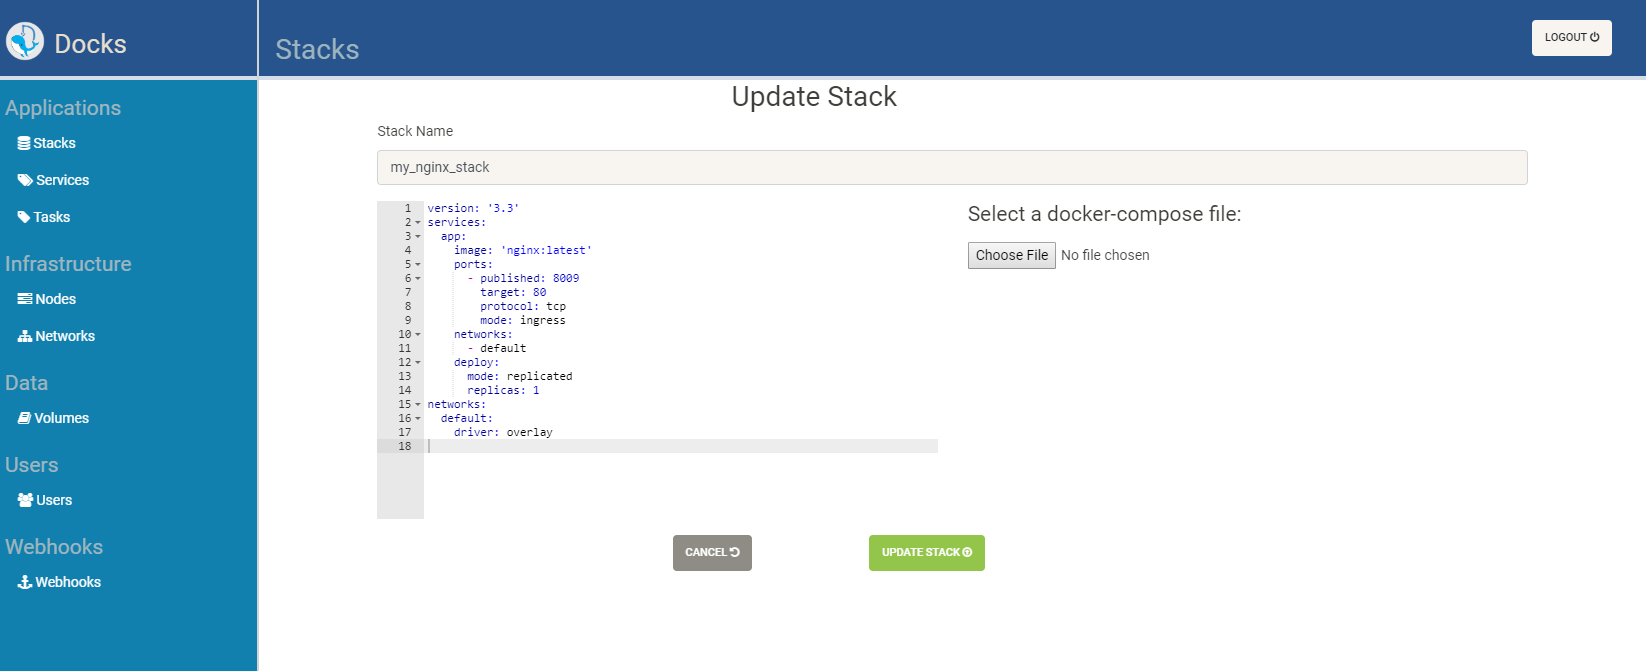 Docks
Stacks
LOGOUT
Applications
Stacks
Services
Tasks
Infrastructure
Nodes
Networks
Data
Volumes
Users
Users
Webhooks
Webhooks
Update Stack
Stack Name
my_nginx_stack
1 version: '3.3'
2 services:
3   app:
4     image: 'nginx:latest'
5     ports:
6       - published: 8009
7         target: 80
8         protocol: tcp
9         mode: ingress
10     networks:
11       - default
12     deploy:
13       mode: replicated
14       replicas: 1
15 networks:
16   default:
17     driver: overlay
18
Select a docker-compose file:
Choose File No file chosen
CANCEL
UPDATE STACK